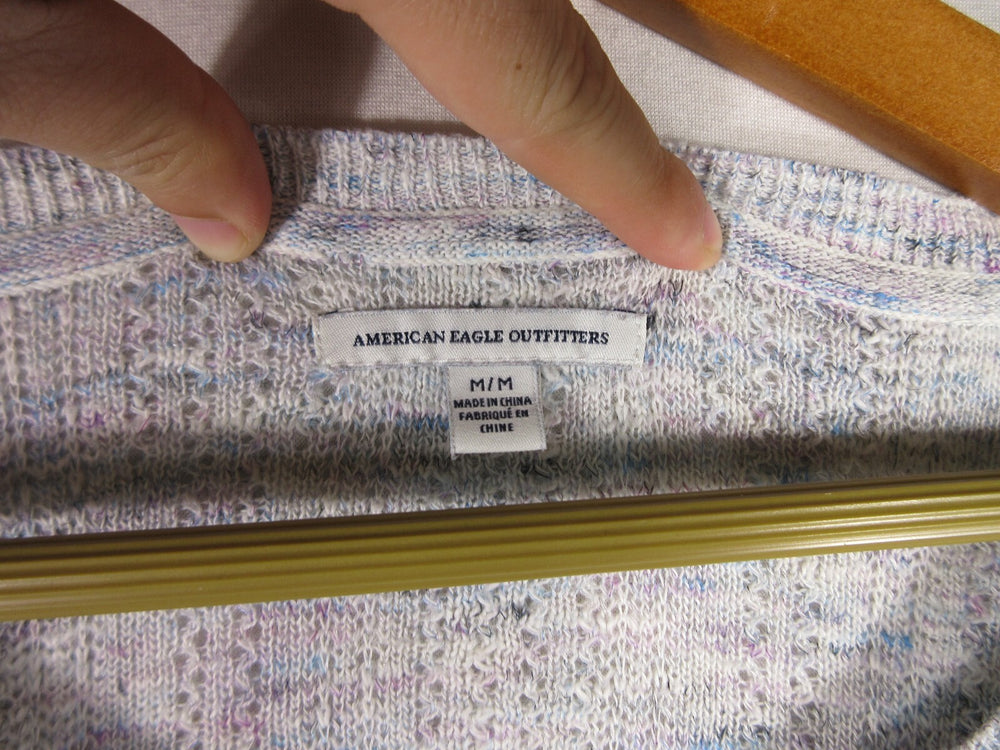 AMERICAN EAGLE OUTFITTERS
M/M
MADE IN CHINA
FABRIQUÉ EN
CHINE